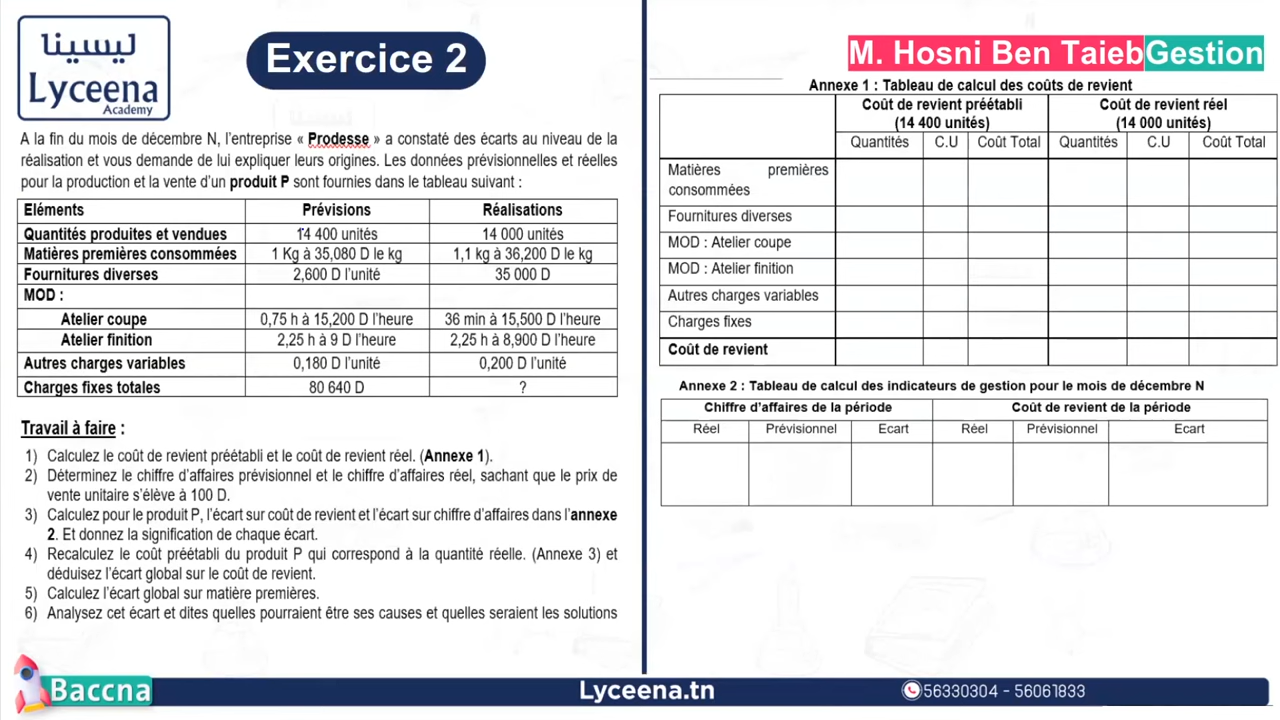 ليسينا
Lyceena
Academy
Exercice 2
A la fin du mois de décembre N, l'entreprise « Prodesse » a constaté des écarts au niveau de la
réalisation et vous demande de lui expliquer leurs origines. Les données prévisionnelles et réelles
pour la production et la vente d'un produit P sont fournies dans le tableau suivant :
Eléments Prévisions Réalisations
Quantités produites et vendues 14 400 unités 14 000 unités
Matières premières consommées 1 Kg à 35,080 D le kg 1,1 kg à 36,200 D le kg
Fournitures diverses 2,600 D l'unité 35 000 D
MOD :
Atelier coupe 0,75 h à 15,200 D l'heure 36 min à 15,500 D l'heure
Atelier finition 2,25 h à 9 D l'heure 2,25 h à 8,900 D l'heure
Autres charges variables 0,180 D l'unité 0,200 D l'unité
Charges fixes totales 80 640 D ?
Travail à faire :
1) Calculez le coût de revient préétabli et le coût de revient réel. (Annexe 1).
2) Déterminez le chiffre d'affaires prévisionnel et le chiffre d'affaires réel, sachant que le prix de
vente unitaire s'élève à 100 D.
3) Calculez pour le produit P, l'écart sur coût de revient et l'écart sur chiffre d'affaires dans l'annexe
2. Et donnez la signification de chaque écart.
4) Recalculez le coût préétabli du produit P qui correspond à la quantité réelle. (Annexe 3) et
déduisez l'écart global sur le coût de revient.
5) Calculez l'écart global sur matière premières.
6) Analysez cet écart et dites quelles pourraient être ses causes et quelles seraient les solutions
M. Hosni Ben Taieb Gestion
Annexe 1 : Tableau de calcul des coûts de revient
Coût de revient préétabli Coût de revient réel
(14 400 unités) (14 000 unités)
Quantités C.U Coût Total Quantités C.U Coût Total
Matières premières
consommées
Fournitures diverses
MOD : Atelier coupe
MOD : Atelier finition
Autres charges variables
Charges fixes
Coût de revient
Annexe 2 : Tableau de calcul des indicateurs de gestion pour le mois de décembre N
Chiffre d'affaires de la période Coût de revient de la période
Réel Prévisionnel Ecart Réel Prévisionnel Ecart
Baccna
Lyceena.tn
56330304 - 56061833